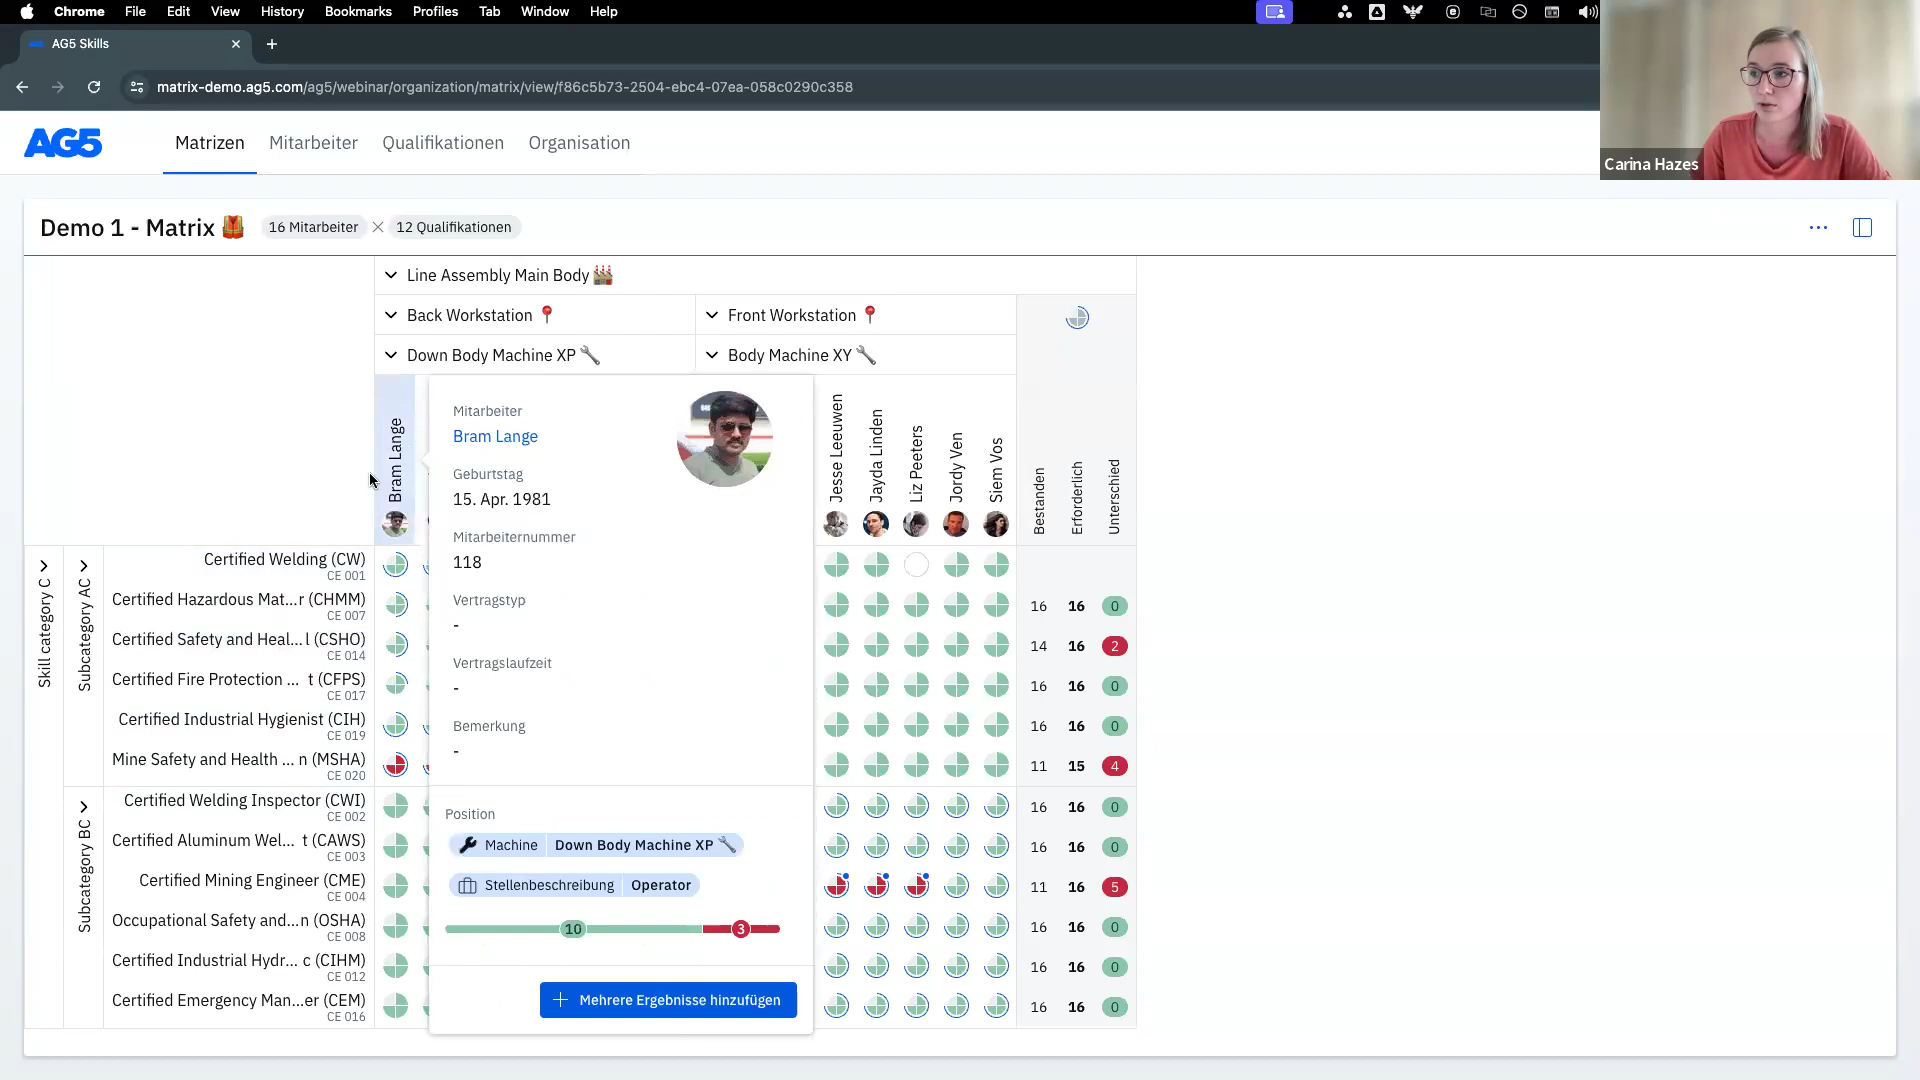 Chrome File Edit View History Bookmarks Profiles Tab Window Help
AG5 Skills
matrix-demo.ag5.com/ag5/webinar/organization/matrix/view/f86c5b73-2504-ebc4-07ea-058c0290c358
Carina Hazes
AG5 Matrizen Mitarbeiter Qualifikationen Organisation
Demo 1 - Matrix 16 Mitarbeiter 12 Qualifikationen
Line Assembly Main Body
Back Workstation Front Workstation
Down Body Machine XP Body Machine XY
Bram Lange
Jesse Leeuwen
Jayda Linden
Liz Peeters
Jordy Ven
Siem Vos
Bestanden
Erforderlich
Unterschied
Mitarbeiter
Bram Lange
Geburtstag
15. Apr. 1981
Mitarbeiternummer
118
Vertragstyp
-
Vertragslaufzeit
-
Bemerkung
-
Position
Machine Down Body Machine XP
Stellenbeschreibung Operator
10 3
Mehrere Ergebnisse hinzufügen
Skill category C
Subcategory AC
Certified Welding (CW)
CE 001
Certified Hazardous Mat...r (CHMM) 16 16 0
CE 007
Certified Safety and Heal...l (CSHO) 14 16 2
CE 014
Certified Fire Protection ... t (CFPS) 16 16 0
CE 017
Certified Industrial Hygienist (CIH) 16 16 0
CE 019
Mine Safety and Health ... n (MSHA) 11 15 4
CE 020
Subcategory BC
Certified Welding Inspector (CWI) 16 16 0
CE 002
Certified Aluminum Wel... t (CAWS) 16 16 0
CE 003
Certified Mining Engineer (CME) 11 16 5
CE 004
Occupational Safety and...n (OSHA) 16 16 0
CE 008
Certified Industrial Hydr... c (CIHM) 16 16 0
CE 012
Certified Emergency Man...er (CEM) 16 16 0
CE 016